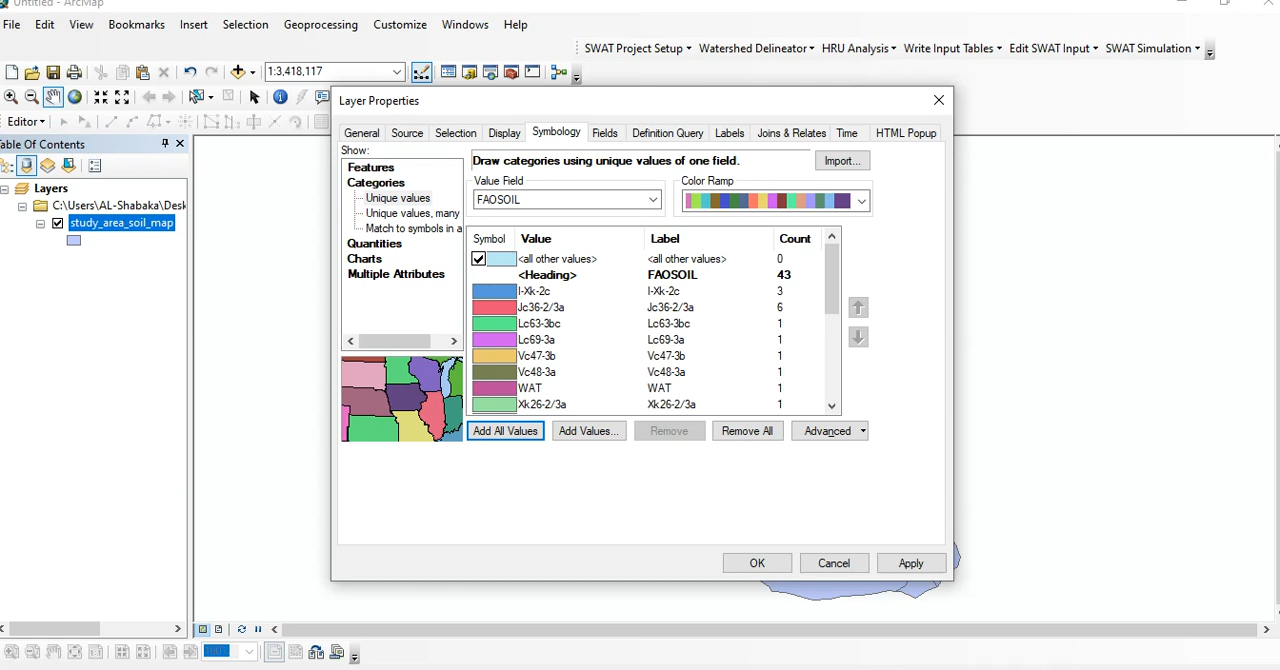 Untitled - ArcMap
File Edit View Bookmarks Insert Selection Geoprocessing Customize Windows Help
SWAT Project Setup Watershed Delineator HRU Analysis Write Input Tables Edit SWAT Input SWAT Simulation
1:3,418,117
Editor
Table Of Contents
Layers
C:\Users\AL-Shabaka\Desk
study_area_soil_map
Layer Properties
General Source Selection Display Symbology Fields Definition Query Labels Joins & Relates Time HTML Popup
Show:
Features
Categories
Unique values
Unique values, many
Match to symbols in a
Quantities
Charts
Multiple Attributes
Draw categories using unique values of one field.
Import...
Value Field
FAOSOIL
Color Ramp
Symbol Value Label Count
<all other values> <all other values> 0
<Heading> FAOSOIL 43
I-Xk-2c I-Xk-2c 3
Jc36-2/3a Jc36-2/3a 6
Lc63-3bc Lc63-3bc 1
Lc69-3a Lc69-3a 1
Vc47-3b Vc47-3b 1
Vc48-3a Vc48-3a 1
WAT WAT 1
Xk26-2/3a Xk26-2/3a 1
Add All Values Add Values... Remove Remove All Advanced
OK Cancel Apply